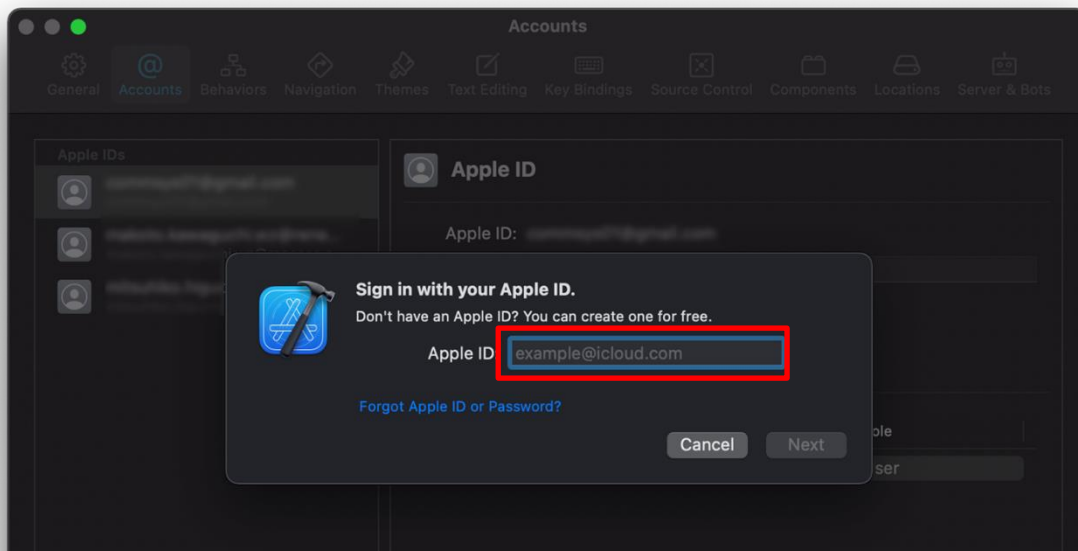 Accounts
General Accounts Behaviors Navigation Themes Text Editing Key Bindings Source Control Components Locations Server & Bots
Apple IDs
Apple ID
Apple ID:
Sign in with your Apple ID.
Don't have an Apple ID? You can create one for free.
Apple ID
example@icloud.com
Forgot Apple ID or Password?
Cancel Next
ple
ser